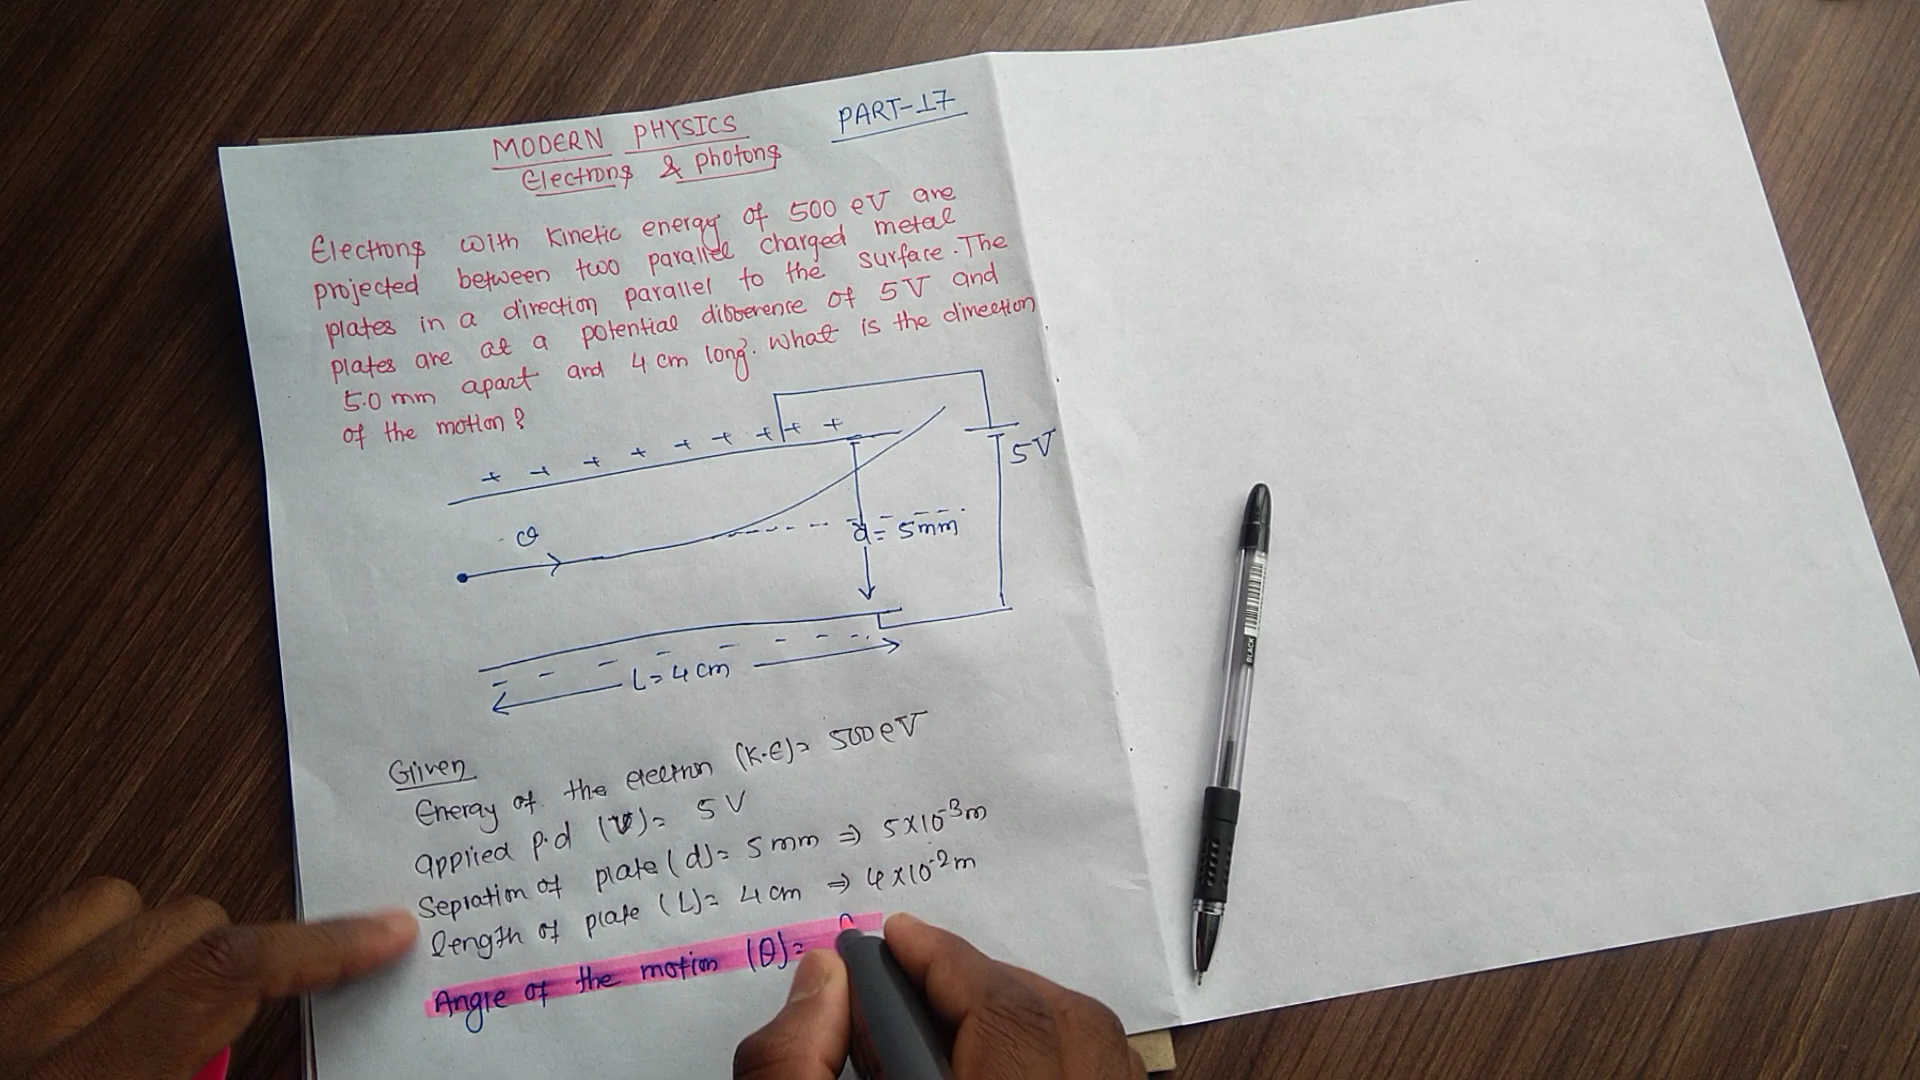 PART-17
MODERN PHYSICS
Electrons & photons
Electrons with kinetic energy of 500 eV are
projected between two parallel charged metal
plates in a direction parallel to the surface. The
plates are at a potential difference of 5V and
5.0 mm apart and 4 cm long. What is the direction
of the motion?
+ + + + + + + + +
5V
d = 5mm
- - - - - - - -
L = 4 cm
Given
Energy of the electron (K.E) = 500 eV
applied p.d (V) = 5 V
Sepration of plate (d) = 5 mm ⇒ 5×10⁻³m
length of plate (L) = 4 cm ⇒ 4×10⁻²m
Angle of the motion (θ) =
BLACK